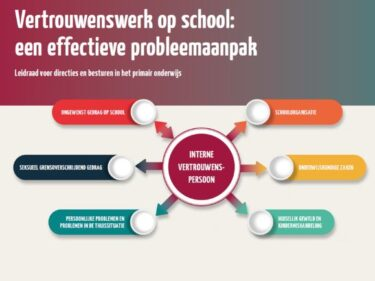 Vertrouwenswerk op school:
een effectieve probleemaanpak
Leidraad voor directies en besturen in het primair onderwijs
ONGEWENST GEDRAG OP SCHOOL
SCHOOLORGANISATIE
SEKSUEEL GRENSOVERSCHRIJDEND GEDRAG
INTERNE
VERTROUWENS-
PERSOON
ONDERWIJSKUNDIGE ZAKEN
PERSOONLIJKE PROBLEMEN EN
PROBLEMEN IN DE THUISSITUATIE
HUISELIJK GEWELD EN
KINDERMISHANDELING